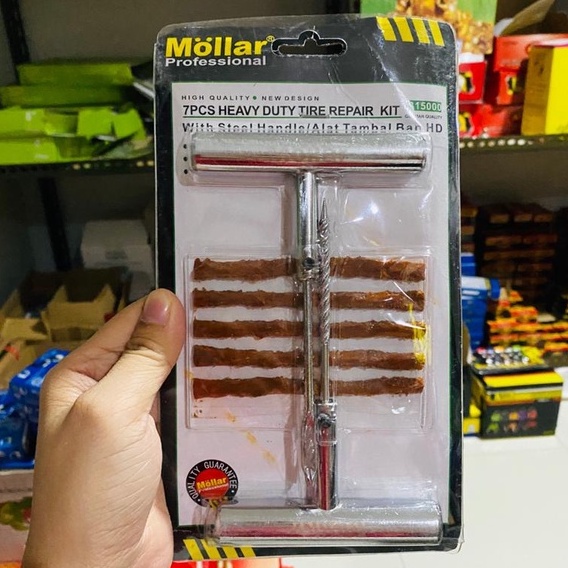 Möllar®
Professional
HIGH QUALITY • NEW DESIGN
7PCS HEAVY DUTY TIRE REPAIR KIT
15000
With Steel Handle/Alat Tambal Ban HD
QUALITY GUARANTEE
Möllar
Professional